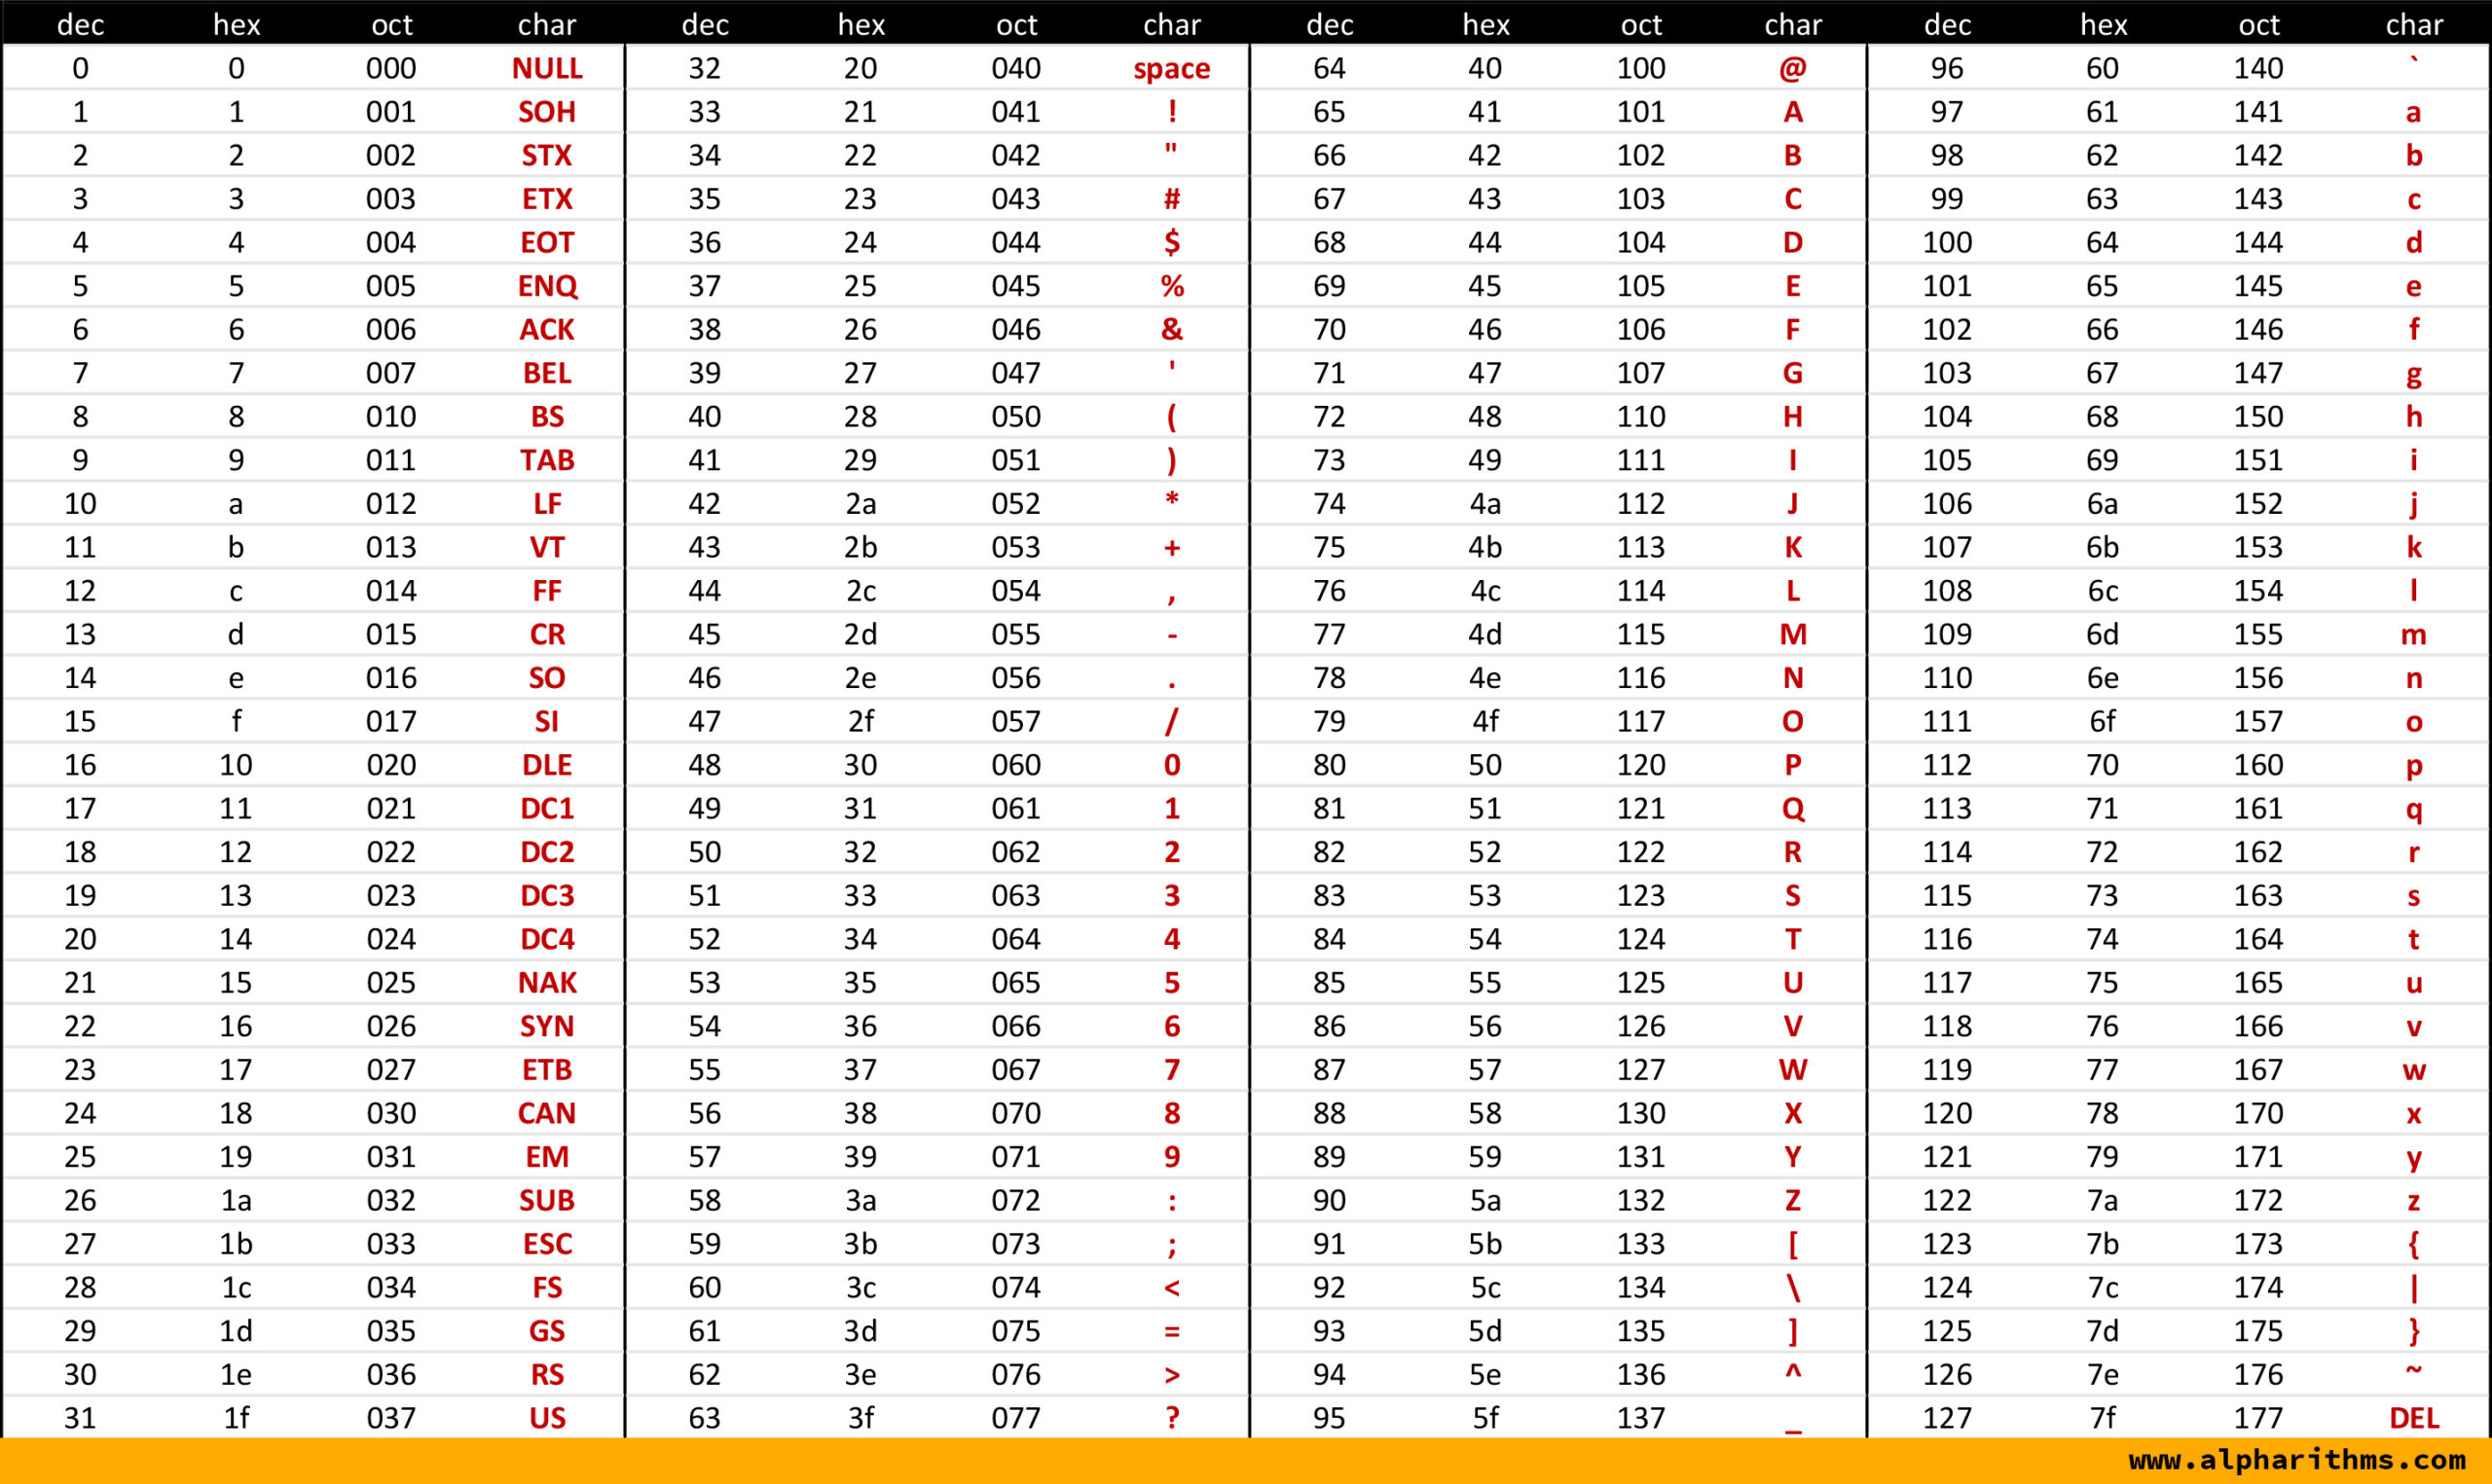 dec hex oct char dec hex oct char dec hex oct char dec hex oct char
0 0 000 NULL 32 20 040 space 64 40 100 @ 96 60 140 `
1 1 001 SOH 33 21 041 ! 65 41 101 A 97 61 141 a
2 2 002 STX 34 22 042 " 66 42 102 B 98 62 142 b
3 3 003 ETX 35 23 043 # 67 43 103 C 99 63 143 c
4 4 004 EOT 36 24 044 $ 68 44 104 D 100 64 144 d
5 5 005 ENQ 37 25 045 % 69 45 105 E 101 65 145 e
6 6 006 ACK 38 26 046 & 70 46 106 F 102 66 146 f
7 7 007 BEL 39 27 047 ' 71 47 107 G 103 67 147 g
8 8 010 BS 40 28 050 ( 72 48 110 H 104 68 150 h
9 9 011 TAB 41 29 051 ) 73 49 111 I 105 69 151 i
10 a 012 LF 42 2a 052 * 74 4a 112 J 106 6a 152 j
11 b 013 VT 43 2b 053 + 75 4b 113 K 107 6b 153 k
12 c 014 FF 44 2c 054 , 76 4c 114 L 108 6c 154 l
13 d 015 CR 45 2d 055 - 77 4d 115 M 109 6d 155 m
14 e 016 SO 46 2e 056 . 78 4e 116 N 110 6e 156 n
15 f 017 SI 47 2f 057 / 79 4f 117 O 111 6f 157 o
16 10 020 DLE 48 30 060 0 80 50 120 P 112 70 160 p
17 11 021 DC1 49 31 061 1 81 51 121 Q 113 71 161 q
18 12 022 DC2 50 32 062 2 82 52 122 R 114 72 162 r
19 13 023 DC3 51 33 063 3 83 53 123 S 115 73 163 s
20 14 024 DC4 52 34 064 4 84 54 124 T 116 74 164 t
21 15 025 NAK 53 35 065 5 85 55 125 U 117 75 165 u
22 16 026 SYN 54 36 066 6 86 56 126 V 118 76 166 v
23 17 027 ETB 55 37 067 7 87 57 127 W 119 77 167 w
24 18 030 CAN 56 38 070 8 88 58 130 X 120 78 170 x
25 19 031 EM 57 39 071 9 89 59 131 Y 121 79 171 y
26 1a 032 SUB 58 3a 072 : 90 5a 132 Z 122 7a 172 z
27 1b 033 ESC 59 3b 073 ; 91 5b 133 [ 123 7b 173 {
28 1c 034 FS 60 3c 074 < 92 5c 134 \ 124 7c 174 |
29 1d 035 GS 61 3d 075 = 93 5d 135 ] 125 7d 175 }
30 1e 036 RS 62 3e 076 > 94 5e 136 ^ 126 7e 176 ~
31 1f 037 US 63 3f 077 ? 95 5f 137 _ 127 7f 177 DEL
www.alpharithms.com